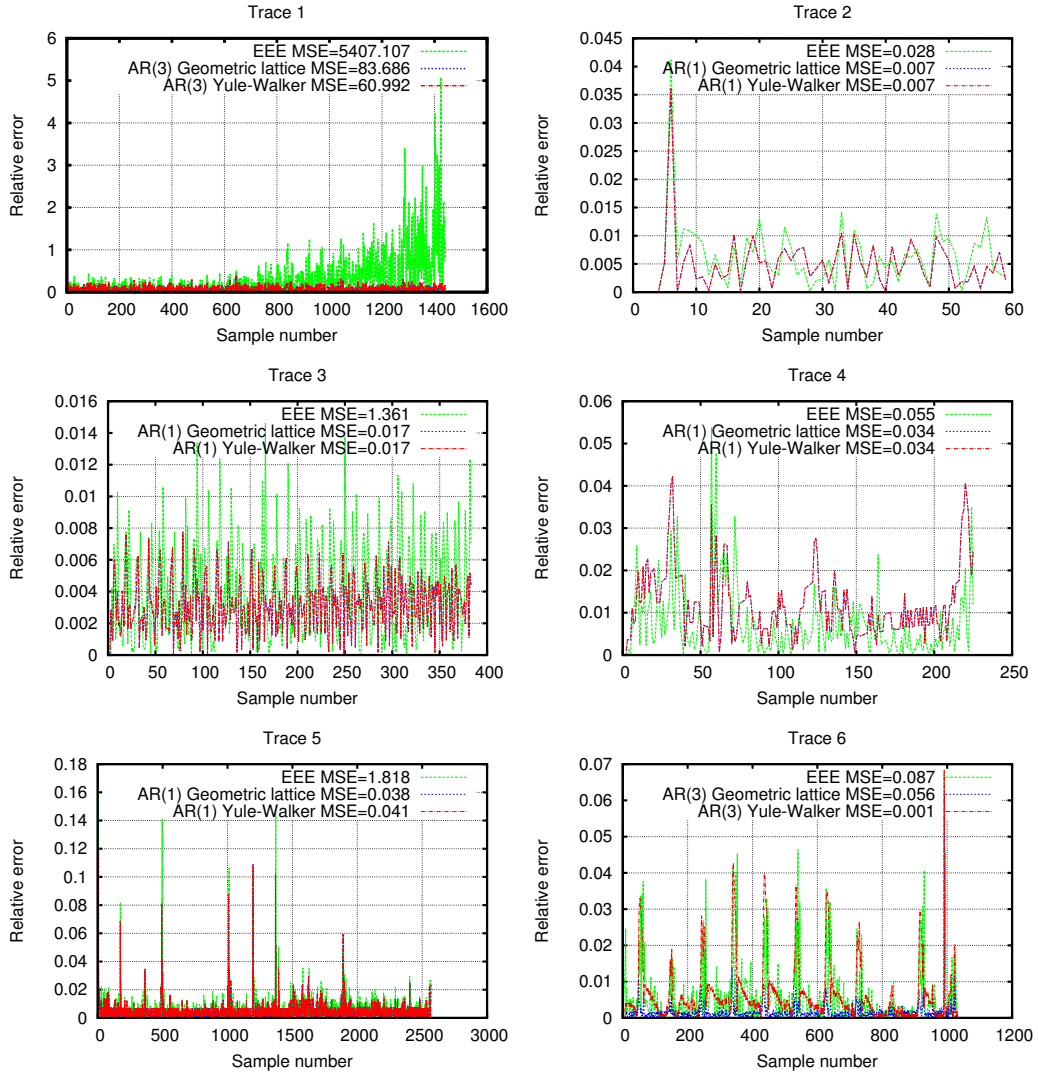 Trace 1
EEE MSE=5407.107
AR(3) Geometric lattice MSE=83.686
AR(3) Yule-Walker MSE=60.992
Relative error
6
5
4
3
2
1
0
0 200 400 600 800 1000 1200 1400 1600
Sample number
Trace 2
EEE MSE=0.028
AR(1) Geometric lattice MSE=0.007
AR(1) Yule-Walker MSE=0.007
Relative error
0.045
0.04
0.035
0.03
0.025
0.02
0.015
0.01
0.005
0
0 10 20 30 40 50 60
Sample number
Trace 3
EEE MSE=1.361
AR(1) Geometric lattice MSE=0.017
AR(1) Yule-Walker MSE=0.017
Relative error
0.016
0.014
0.012
0.01
0.008
0.006
0.004
0.002
0
0 50 100 150 200 250 300 350 400
Sample number
Trace 4
EEE MSE=0.055
AR(1) Geometric lattice MSE=0.034
AR(1) Yule-Walker MSE=0.034
Relative error
0.06
0.05
0.04
0.03
0.02
0.01
0
0 50 100 150 200 250
Sample number
Trace 5
EEE MSE=1.818
AR(1) Geometric lattice MSE=0.038
AR(1) Yule-Walker MSE=0.041
Relative error
0.18
0.16
0.14
0.12
0.1
0.08
0.06
0.04
0.02
0
0 500 1000 1500 2000 2500 3000
Sample number
Trace 6
EEE MSE=0.087
AR(3) Geometric lattice MSE=0.056
AR(3) Yule-Walker MSE=0.001
Relative error
0.07
0.06
0.05
0.04
0.03
0.02
0.01
0
0 200 400 600 800 1000 1200
Sample number